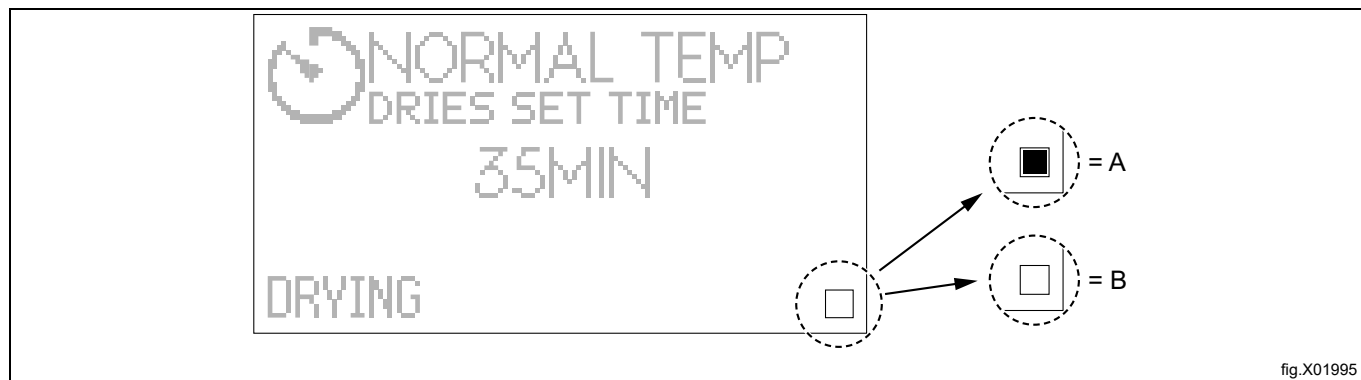 NORMAL TEMP
DRIES SET TIME
35MIN
DRYING
= A
= B
fig.X01995